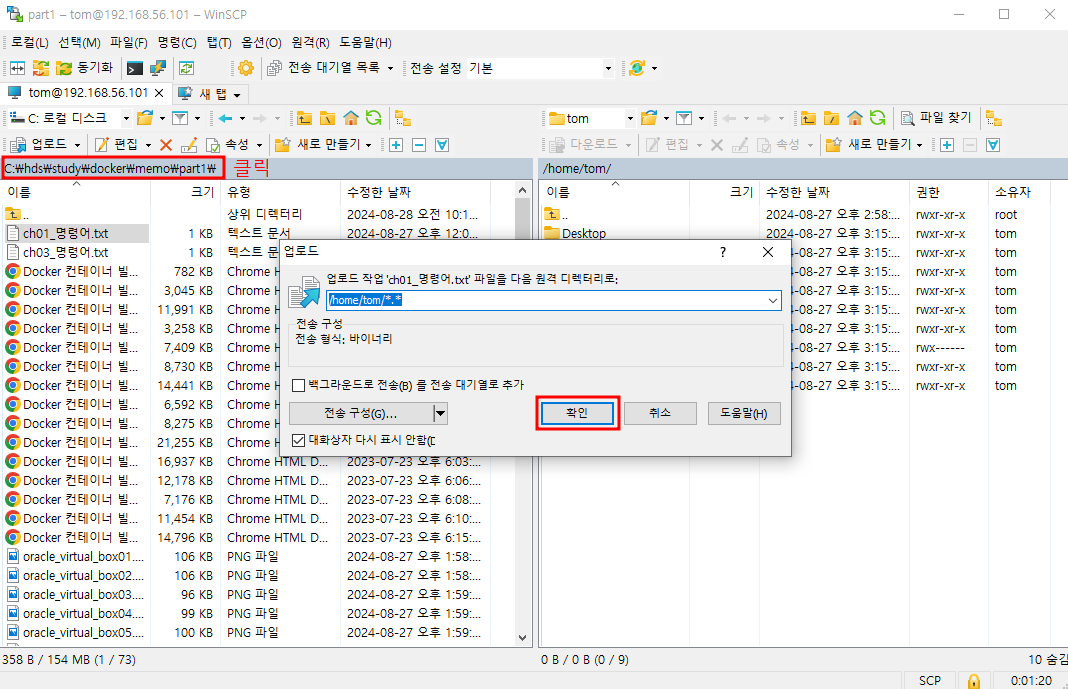 part1 – tom@192.168.56.101 – WinSCP
로컬(L) 선택(M) 파일(F) 명령(C) 탭(T) 옵션(O) 원격(R) 도움말(H)
동기화 전송 대기열 목록 전송 설정 기본
tom@192.168.56.101 새 탭
C: 로컬 디스크 tom 파일 찾기
업로드 편집 속성 새로 만들기 다운로드 편집 속성 새로 만들기
C:₩hds₩study₩docker₩memo₩part1₩ 클릭 /home/tom/
이름 크기 유형 수정한 날짜 이름 크기 수정한 날짜 권한 소유자
.. 상위 디렉터리 2024-08-28 오전 10:1... .. 2024-08-27 오후 2:58:... rwxr-xr-x root
ch01_명령어.txt 1 KB 텍스트 문서 2024-08-27 오후 12:0... Desktop 2024-08-27 오후 3:15:... rwxr-xr-x tom
ch03_명령어.txt 1 KB 텍스트 문
업로드
? 
업로드 작업 'ch01_명령어.txt' 파일을 다음 원격 디렉터리로:
/home/tom/*.*
전송 구성
전송 형식: 바이너리
백그라운드로 전송(B) 를 전송 대기열로 추가
전송 구성(G)... 확인 취소 도움말(H)
대화상자 다시 표시 안함(
8-27 오후 3:15:... rwxr-xr-x tom
Docker 컨테이너 빌... 782 KB Chrome H 8-27 오후 3:15:... rwxr-xr-x tom
Docker 컨테이너 빌... 3,045 KB Chrome H 8-27 오후 3:15:... rwxr-xr-x tom
Docker 컨테이너 빌... 11,991 KB Chrome H 8-27 오후 3:15:... rwxr-xr-x tom
Docker 컨테이너 빌... 3,258 KB Chrome H 8-27 오후 3:15:... rwxr-xr-x tom
Docker 컨테이너 빌... 7,409 KB Chrome H 8-27 오후 3:15:... rwx------ tom
Docker 컨테이너 빌... 8,730 KB Chrome H 8-27 오후 3:15:... rwxr-xr-x tom
Docker 컨테이너 빌... 14,441 KB Chrome H 8-27 오후 3:15:... rwxr-xr-x tom
Docker 컨테이너 빌... 6,592 KB Chrome H
Docker 컨테이너 빌... 8,275 KB Chrome H
Docker 컨테이너 빌... 21,255 KB Chrome H
Docker 컨테이너 빌... 16,937 KB Chrome HTML D... 2023-07-23 오후 6:03:...
Docker 컨테이너 빌... 12,178 KB Chrome HTML D... 2023-07-23 오후 6:06:...
Docker 컨테이너 빌... 7,176 KB Chrome HTML D... 2023-07-23 오후 6:08:...
Docker 컨테이너 빌... 11,454 KB Chrome HTML D... 2023-07-23 오후 6:10:...
Docker 컨테이너 빌... 14,796 KB Chrome HTML D... 2023-07-23 오후 6:15:...
oracle_virtual_box01.... 106 KB PNG 파일 2024-08-27 오후 1:58:...
oracle_virtual_box02.... 106 KB PNG 파일 2024-08-27 오후 1:58:...
oracle_virtual_box03.... 96 KB PNG 파일 2024-08-27 오후 1:59:...
oracle_virtual_box04.... 99 KB PNG 파일 2024-08-27 오후 1:59:...
oracle_virtual_box05.... 100 KB PNG 파일 2024-08-27 오후 1:59:...
358 B / 154 MB (1 / 73) 0 B / 0 B (0 / 9) 10 숨김
SCP 0:01:20